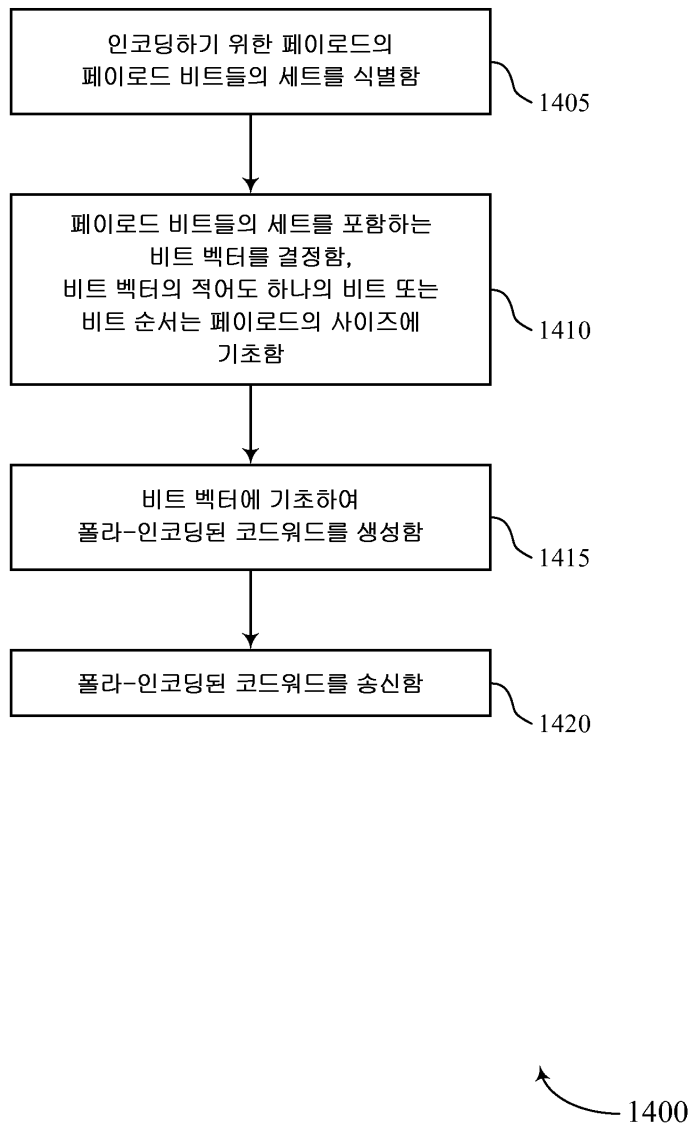 인코딩하기 위한 페이로드의
페이로드 비트들의 세트를 식별함
1405
페이로드 비트들의 세트를 포함하는
비트 벡터를 결정함,
비트 벡터의 적어도 하나의 비트 또는
비트 순서는 페이로드의 사이즈에
기초함
1410
비트 벡터에 기초하여
폴라-인코딩된 코드워드를 생성함
1415
폴라-인코딩된 코드워드를 송신함
1420
1400